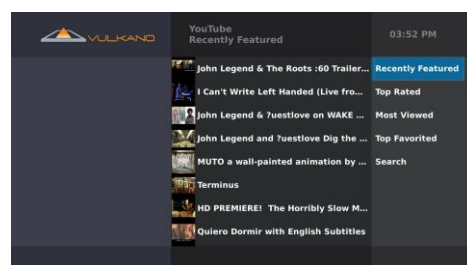 VULKANO
YouTube
Recently Featured
03:52 PM
John Legend & The Roots :60 Trailer...
I Can't Write Left Handed (Live fro...
John Legend & ?uestlove on WAKE ...
John Legend and ?uestlove Dig the ...
MUTO a wall-painted animation by ...
Terminus
HD PREMIERE! The Horribly Slow M...
Quiero Dormir with English Subtitles
Recently Featured
Top Rated
Most Viewed
Top Favorited
Search